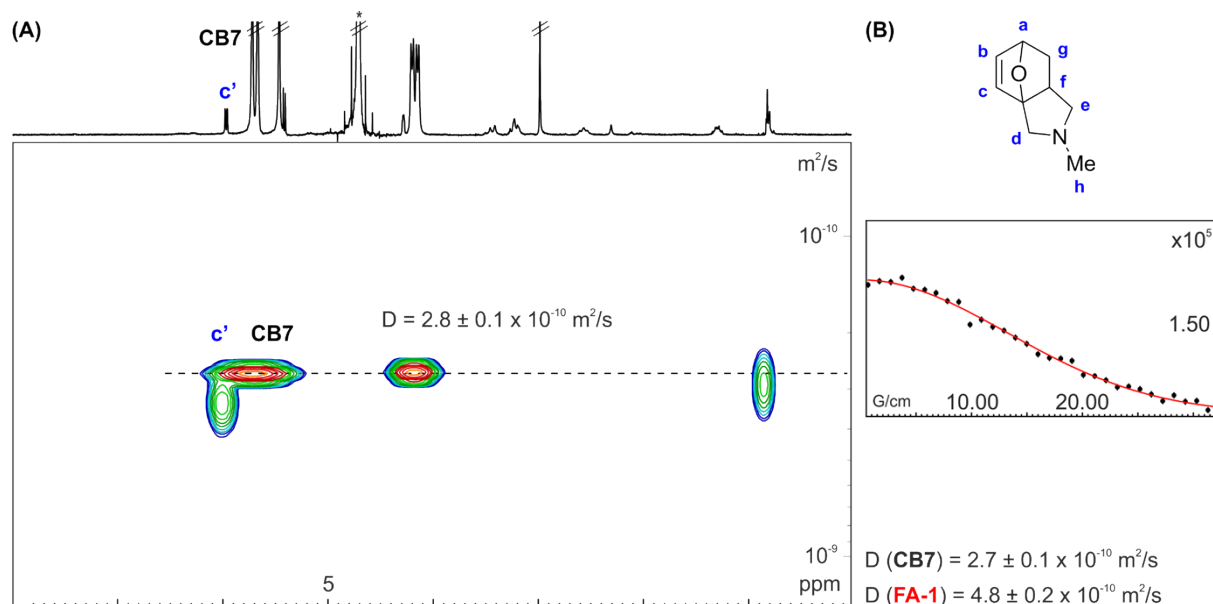 (A)
CB7
*
c'
m²/s
10⁻¹⁰
c' CB7
D = 2.8 ± 0.1 x 10⁻¹⁰ m²/s
10⁻⁹
5
ppm
(B)
a
b
g
O
f
c
e
d
N
Me
h
x10⁵
1.50
G/cm 10.00 20.00
D (CB7) = 2.7 ± 0.1 x 10⁻¹⁰ m²/s
D (FA-1) = 4.8 ± 0.2 x 10⁻¹⁰ m²/s